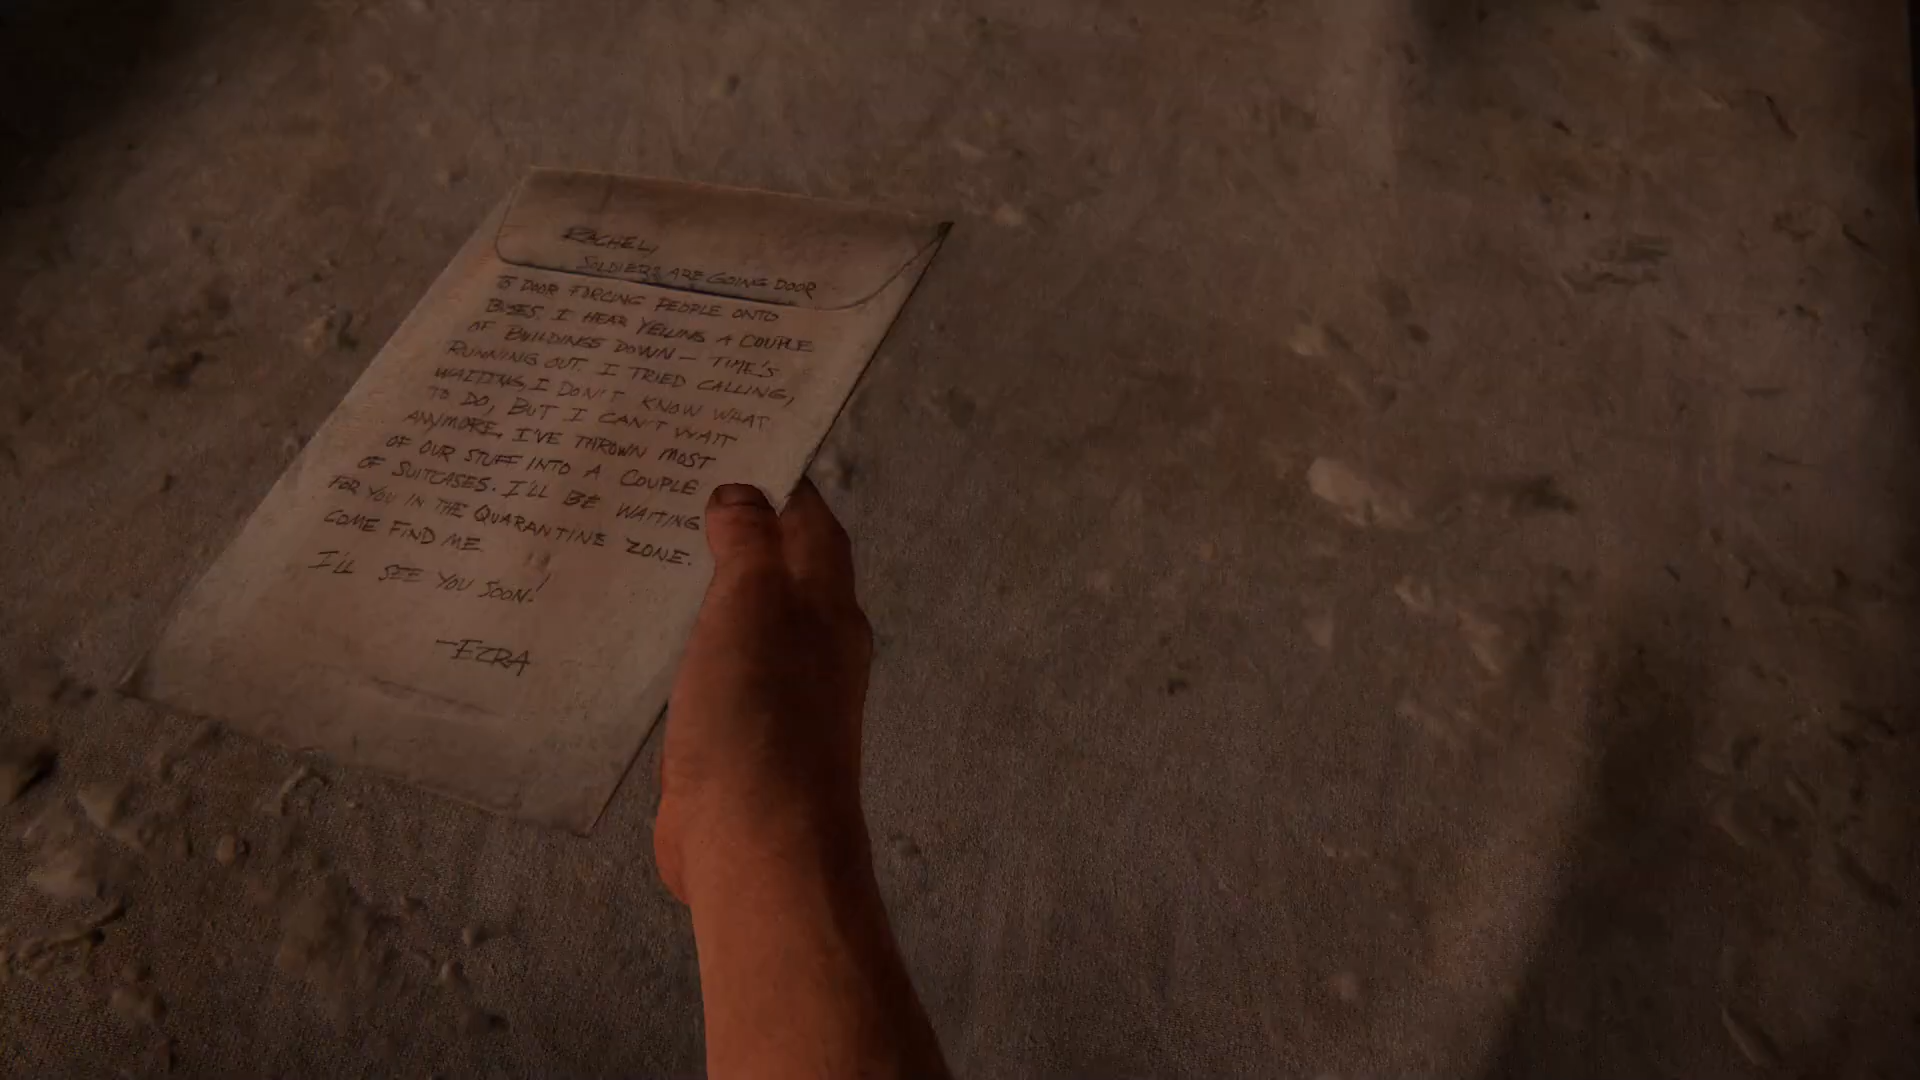 RACHEL,
SOLDIERS ARE GOING DOOR
TO DOOR FORCING PEOPLE ONTO
BUSES. I HEAR YELLING A COUPLE
OF BUILDINGS DOWN — TIME'S
RUNNING OUT. I TRIED CALLING,
WAITING, I DON'T KNOW WHAT
TO DO, BUT I CAN'T WAIT
ANYMORE. I'VE THROWN MOST
OF OUR STUFF INTO A COUPLE
OF SUITCASES. I'LL BE WAITING
FOR YOU IN THE QUARANTINE ZONE.
COME FIND ME.
I'LL SEE YOU SOON!
—EZRA